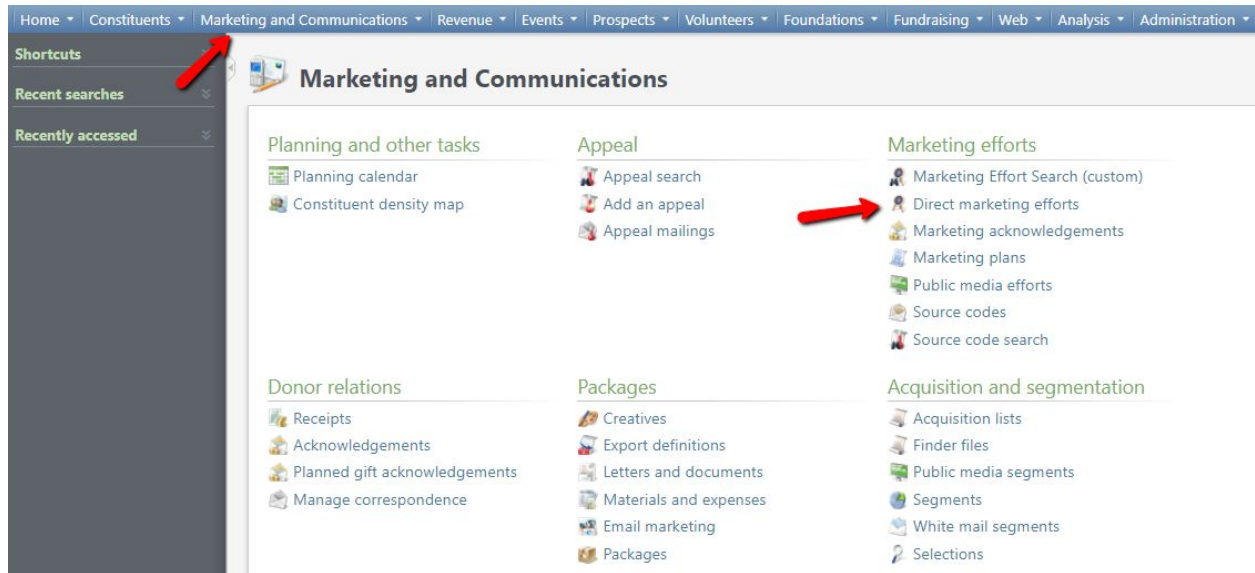 Home Constituents Marketing and Communications Revenue Events Prospects Volunteers Foundations Fundraising Web Analysis Administration
Shortcuts
Recent searches
Recently accessed
Marketing and Communications
Planning and other tasks
Planning calendar
Constituent density map
Appeal
Appeal search
Add an appeal
Appeal mailings
Marketing efforts
Marketing Effort Search (custom)
Direct marketing efforts
Marketing acknowledgements
Marketing plans
Public media efforts
Source codes
Source code search
Donor relations
Receipts
Acknowledgements
Planned gift acknowledgements
Manage correspondence
Packages
Creatives
Export definitions
Letters and documents
Materials and expenses
Email marketing
Packages
Acquisition and segmentation
Acquisition lists
Finder files
Public media segments
Segments
White mail segments
Selections